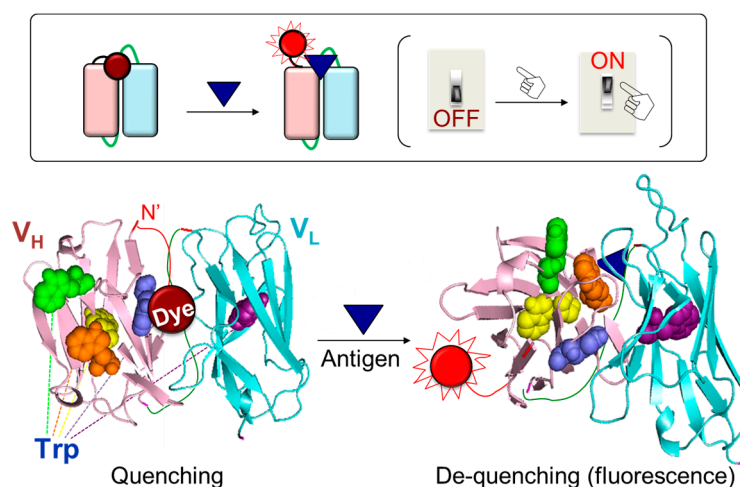 ON
OFF
N'
VH
VL
Dye
Antigen
Trp
Quenching
De-quenching (fluorescence)